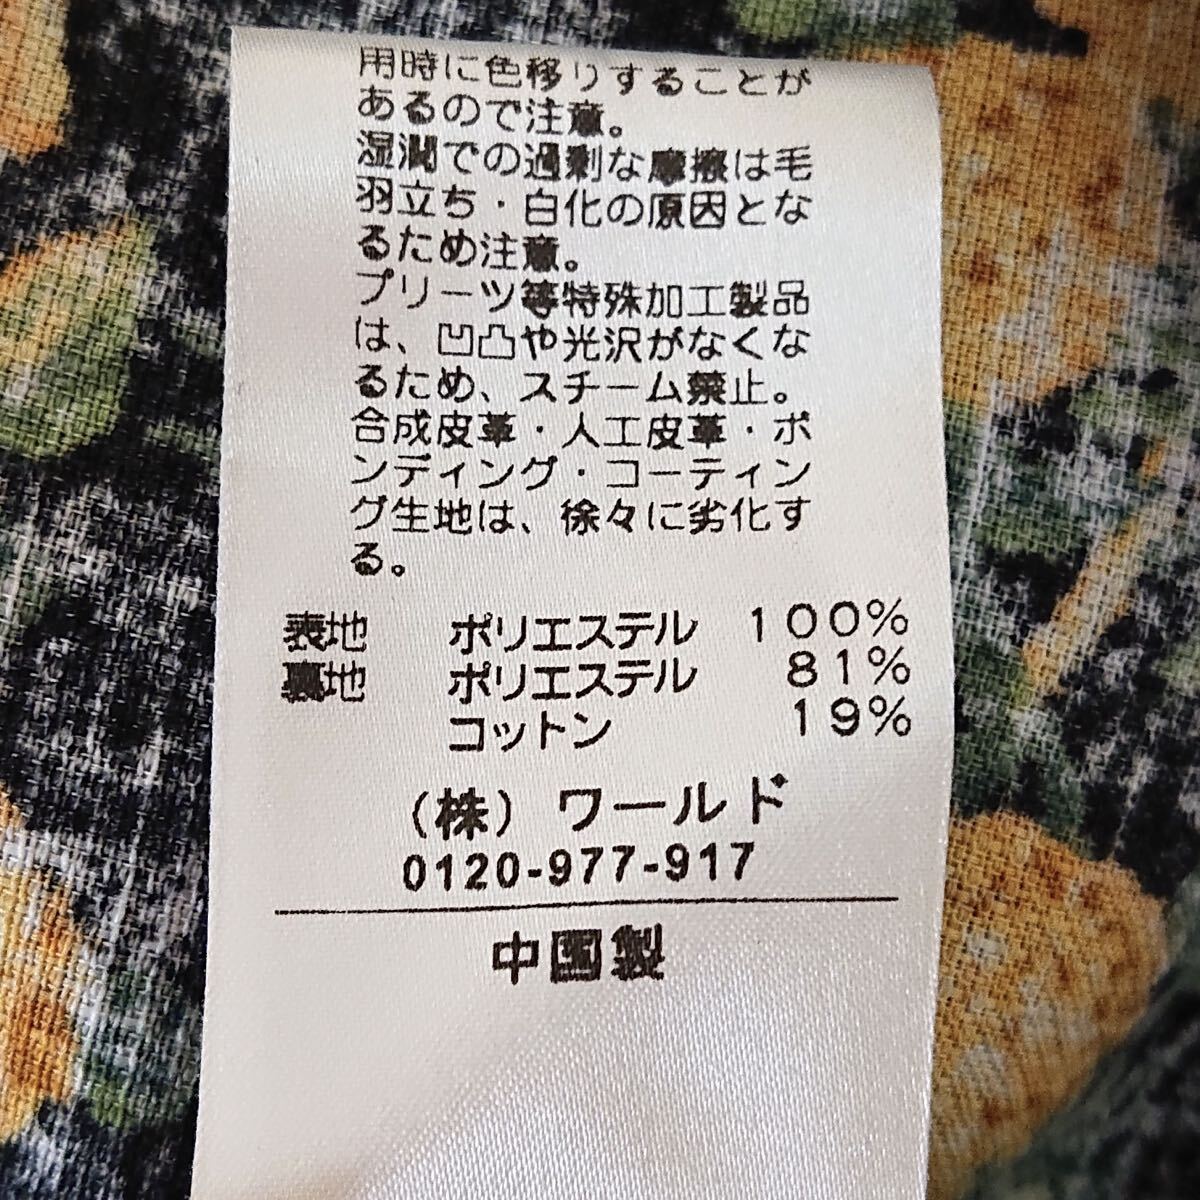 用時に色移りすることが
あるので注意。
湿潤での過剰な摩擦は毛
羽立ち・白化の原因とな
るため注意。
プリーツ等特殊加工製品
は、凹凸や光沢がなくな
るため、スチーム禁止。
合成皮革・人工皮革・ボ
ンディング・コーティン
グ生地は、徐々に劣化す
る。
表地 ポリエステル 100%
裏地 ポリエステル 81%
コットン 19%
(株) ワールド
0120-977-917
中国製